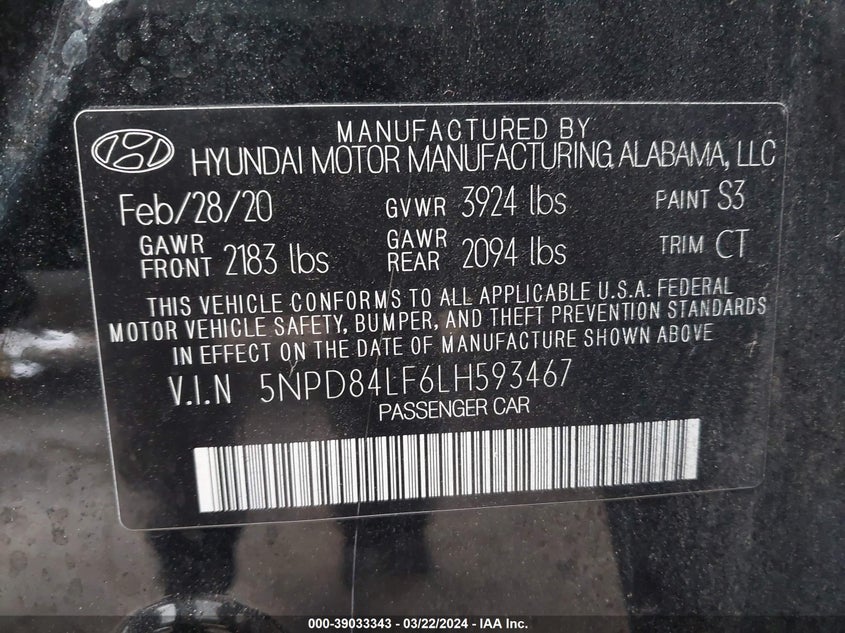 MANUFACTURED BY
HYUNDAI MOTOR MANUFACTURING ALABAMA, LLC
Feb/28/20 GVWR 3924 lbs PAINT S3
GAWR FRONT 2183 lbs GAWR REAR 2094 lbs TRIM CT
THIS VEHICLE CONFORMS TO ALL APPLICABLE U.S.A. FEDERAL
MOTOR VEHICLE SAFETY, BUMPER, AND THEFT PREVENTION STANDARDS
IN EFFECT ON THE DATE OF MANUFACTURE SHOWN ABOVE
V.I.N 5NPD84LF6LH593467
PASSENGER CAR
000-39033343 - 03/22/2024 - IAA Inc.